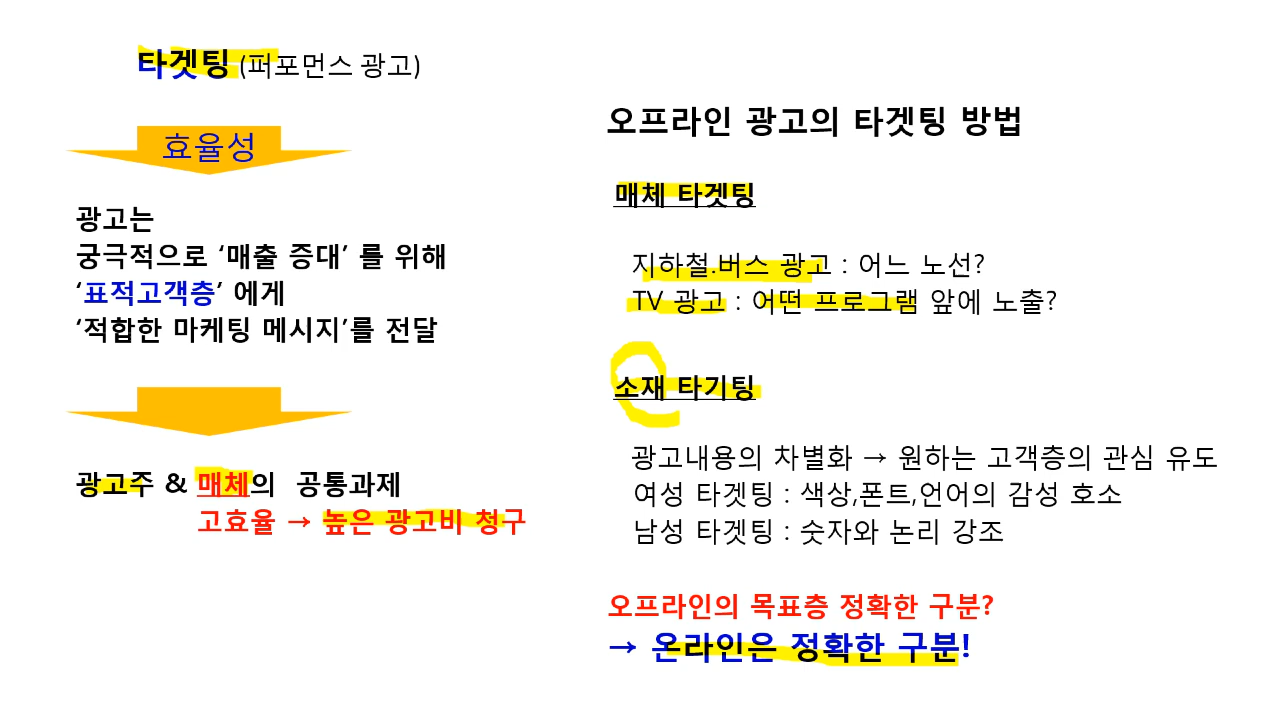 타겟팅 (퍼포먼스 광고)
효율성
광고는
궁극적으로 ‘매출 증대’ 를 위해
‘표적고객층’ 에게
‘적합한 마케팅 메시지’를 전달
광고주 & 매체의 공통과제
고효율 → 높은 광고비 청구
오프라인 광고의 타겟팅 방법
매체 타겟팅
지하철.버스 광고 : 어느 노선?
TV 광고 : 어떤 프로그램 앞에 노출?
소재 타기팅
광고내용의 차별화 → 원하는 고객층의 관심 유도
여성 타겟팅 : 색상,폰트,언어의 감성 호소
남성 타겟팅 : 숫자와 논리 강조
오프라인의 목표층 정확한 구분?
→ 온라인은 정확한 구분!